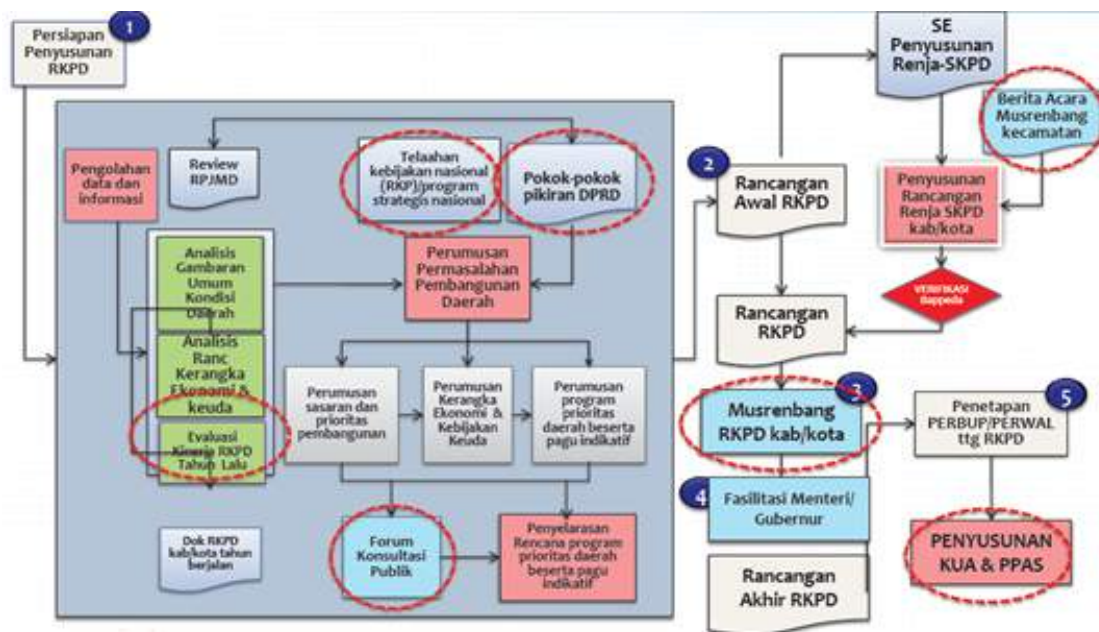 1
Persiapan
Penyusunan
RKPD
Pengolahan
data dan
informasi
Review
RPJMD
Telaahan
kebijakan nasional
(RKP)/program
strategis nasional
Pokok-pokok
pikiran DPRD
Analisis
Gambaran
Umum
Kondisi
Daerah
Analisis
Ranc
Kerangka
Ekonomi &
keuda
Evaluasi
Kinerja RKPD
Tahun Lalu
Dok RKPD
kab/kota tahun
berjalan
Perumusan
Permasalahan
Pembangunan
Daerah
Perumusan
sasaran dan
prioritas
pembangunan
Perumusan
Kerangka
Ekonomi &
Kebijakan
Keuda
Perumusan
program
prioritas
daerah beserta
pagu indikatif
Forum
Konsultasi
Publik
Penyelarasan
Rencana program
prioritas daerah
beserta pagu
indikatif
2
Rancangan
Awal RKPD
SE
Penyusunan
Renja-SKPD
Berita Acara
Musrenbang
kecamatan
Penyusunan
Rancangan
Renja SKPD
kab/kota
VERIFIKASI
Bappeda
Rancangan
RKPD
3
Musrenbang
RKPD kab/kota
4
Fasilitasi Menteri/
Gubernur
Rancangan
Akhir RKPD
5
Penetapan
PERBUP/PERWAL
ttg RKPD
PENYUSUNAN
KUA & PPAS